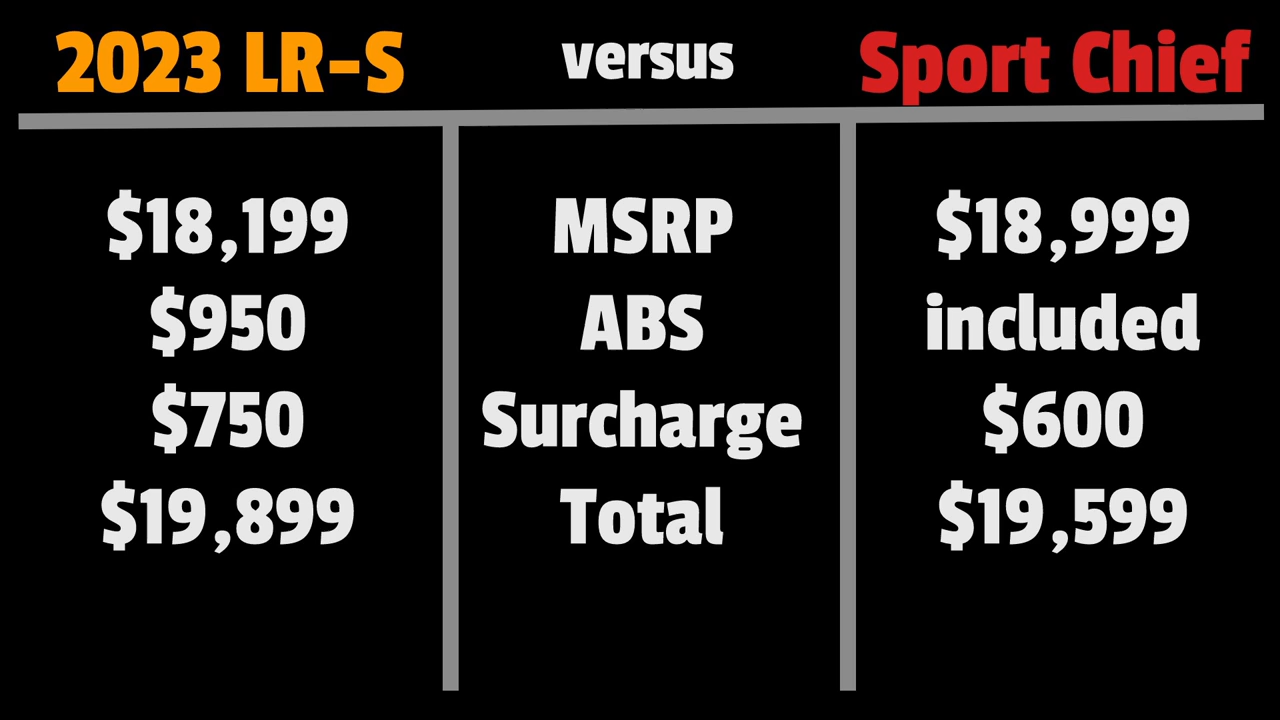 2023 LR-S versus Sport Chief
$18,199 MSRP $18,999
$950 ABS included
$750 Surcharge $600
$19,899 Total $19,599